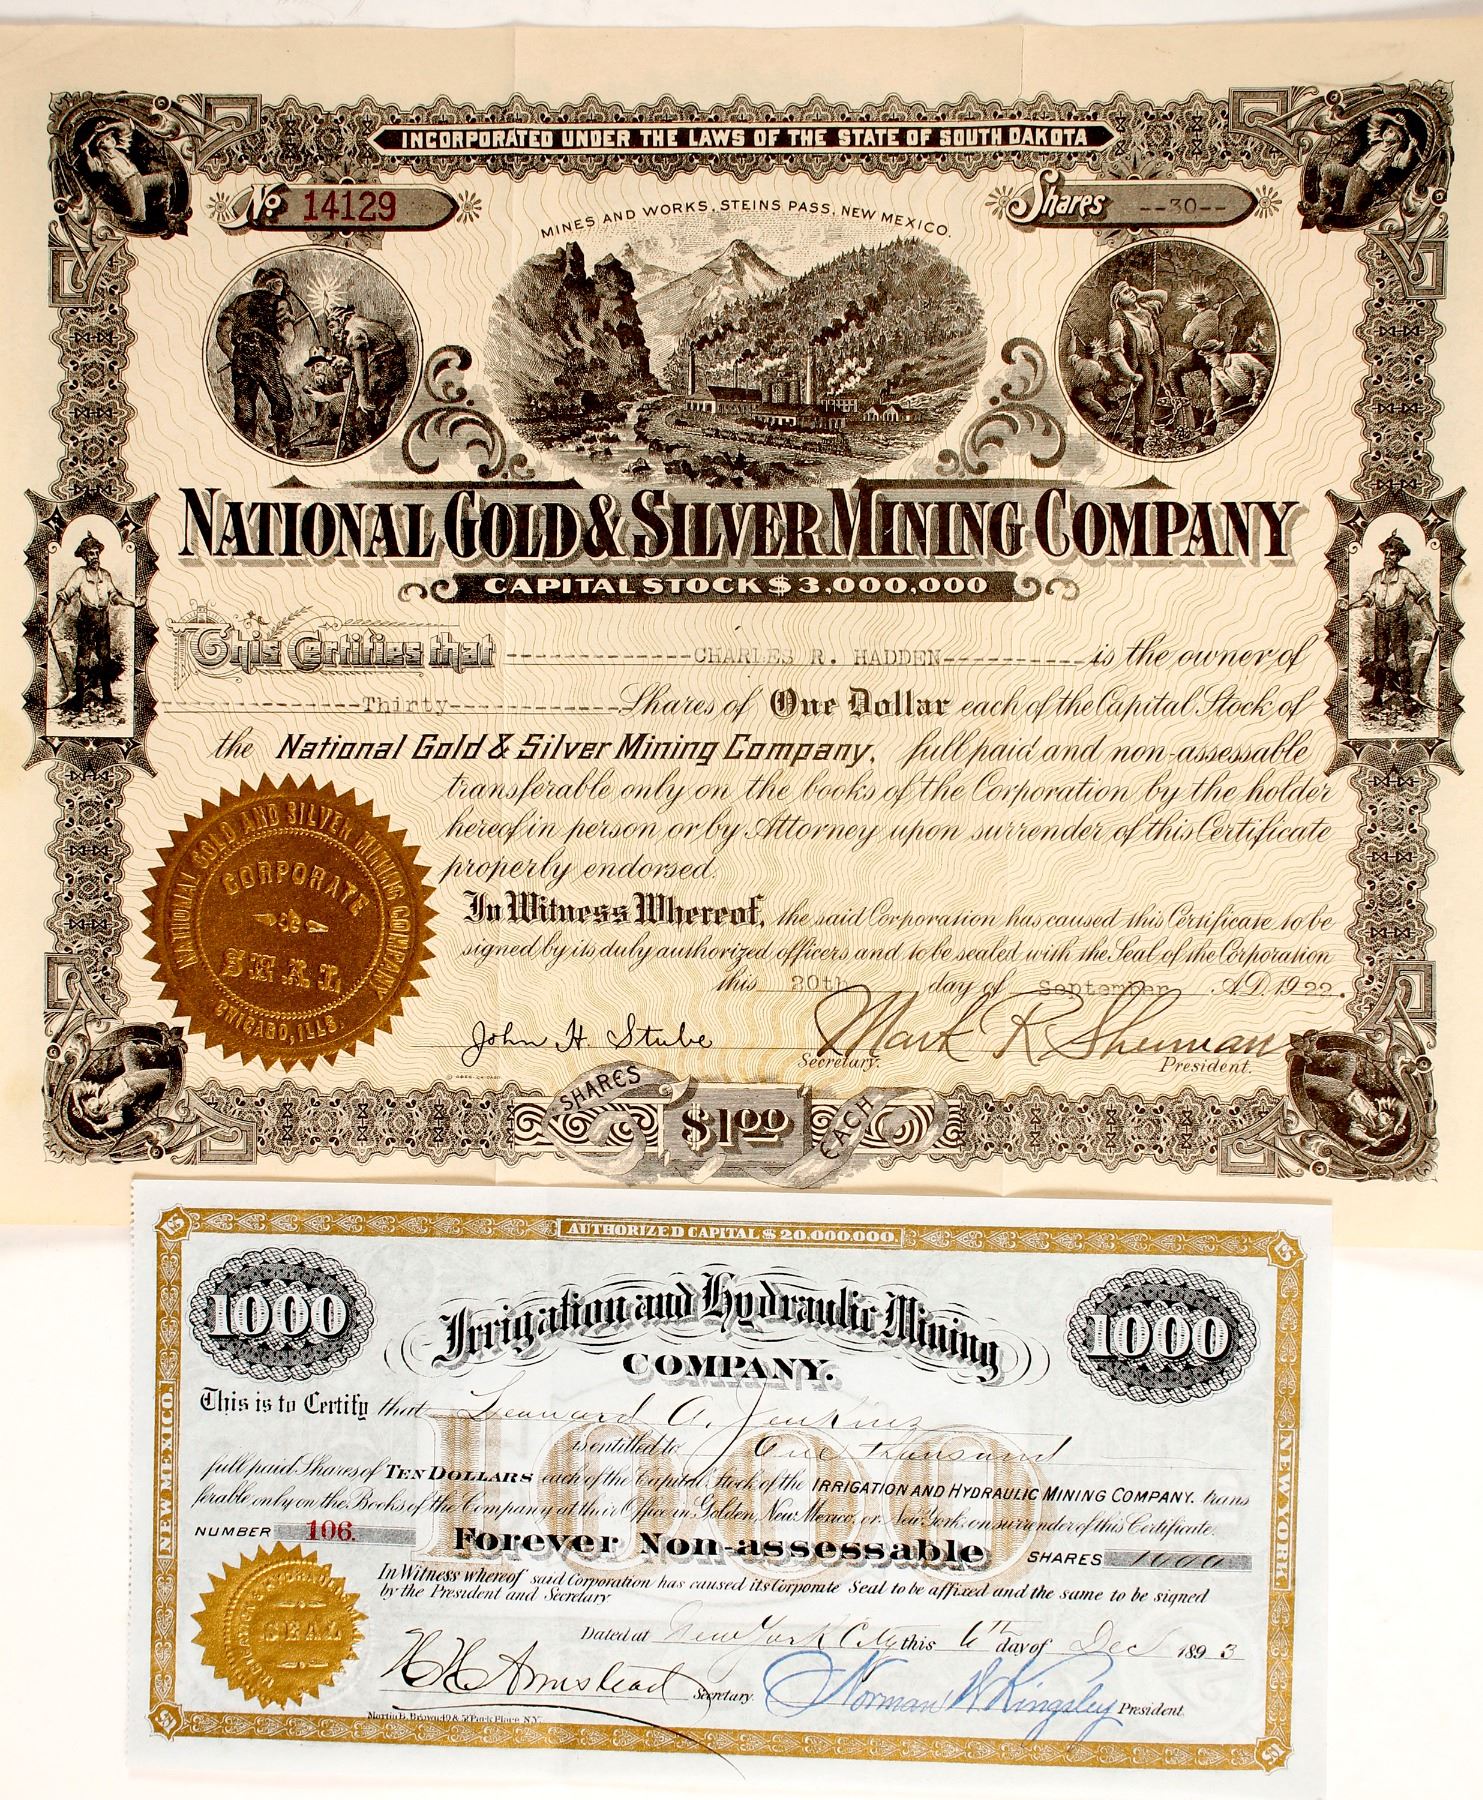 INCORPORATED UNDER THE LAWS OF THE STATE OF SOUTH DAKOTA
No 14129
MINES AND WORKS, STEINS PASS, NEW MEXICO.
Shares --30--
NATIONAL GOLD & SILVER MINING COMPANY
CAPITAL STOCK $3,000,000
This Certifies that CHARLES R. HADDEN is the owner of
Thirty Shares of One Dollar each of the Capital Stock of
the National Gold & Silver Mining Company, full paid and non-assessable
transferable only on the books of the Corporation by the holder
hereof in person or by Attorney upon surrender of this Certificate
properly endorsed.
In Witness Whereof, the said Corporation has caused this Certificate to be
signed by its duly authorized officers and to be sealed with the Seal of the Corporation
this 20th day of September A.D. 1922.
NATIONAL GOLD AND SILVER MINING COMPANY
CORPORATE
SEAL
CHICAGO, ILLS.
John H. Stube Mark R Sherman
Secretary. President.
SHARES $1.00 EACH
AUTHORIZED CAPITAL $20.000.000.
1000 1000
Irrigation and Hydraulic Mining
COMPANY.
This is to Certify that Leonard A. Jenkins
is entitled to One thousand
full paid Shares of TEN DOLLARS each of the Capital Stock of the IRRIGATION AND HYDRAULIC MINING COMPANY. trans
ferable only on the Books of the Company at their Office in Golden, New Mexico, or New York, on surrender of this Certificate.
NUMBER 106. Forever Non-assessable SHARES 1000
1000
In Witness whereof said Corporation has caused its Corporate Seal to be affixed and the same to be signed
by the President and Secretary
Dated at New York City this 6th day of Dec 1893
SEAL
H H Armstead Secretary. Norman W Kingsley President.
Martin B. Brown 49 & 51 Park Place N.Y.
NEW MEXICO.
NEW YORK.